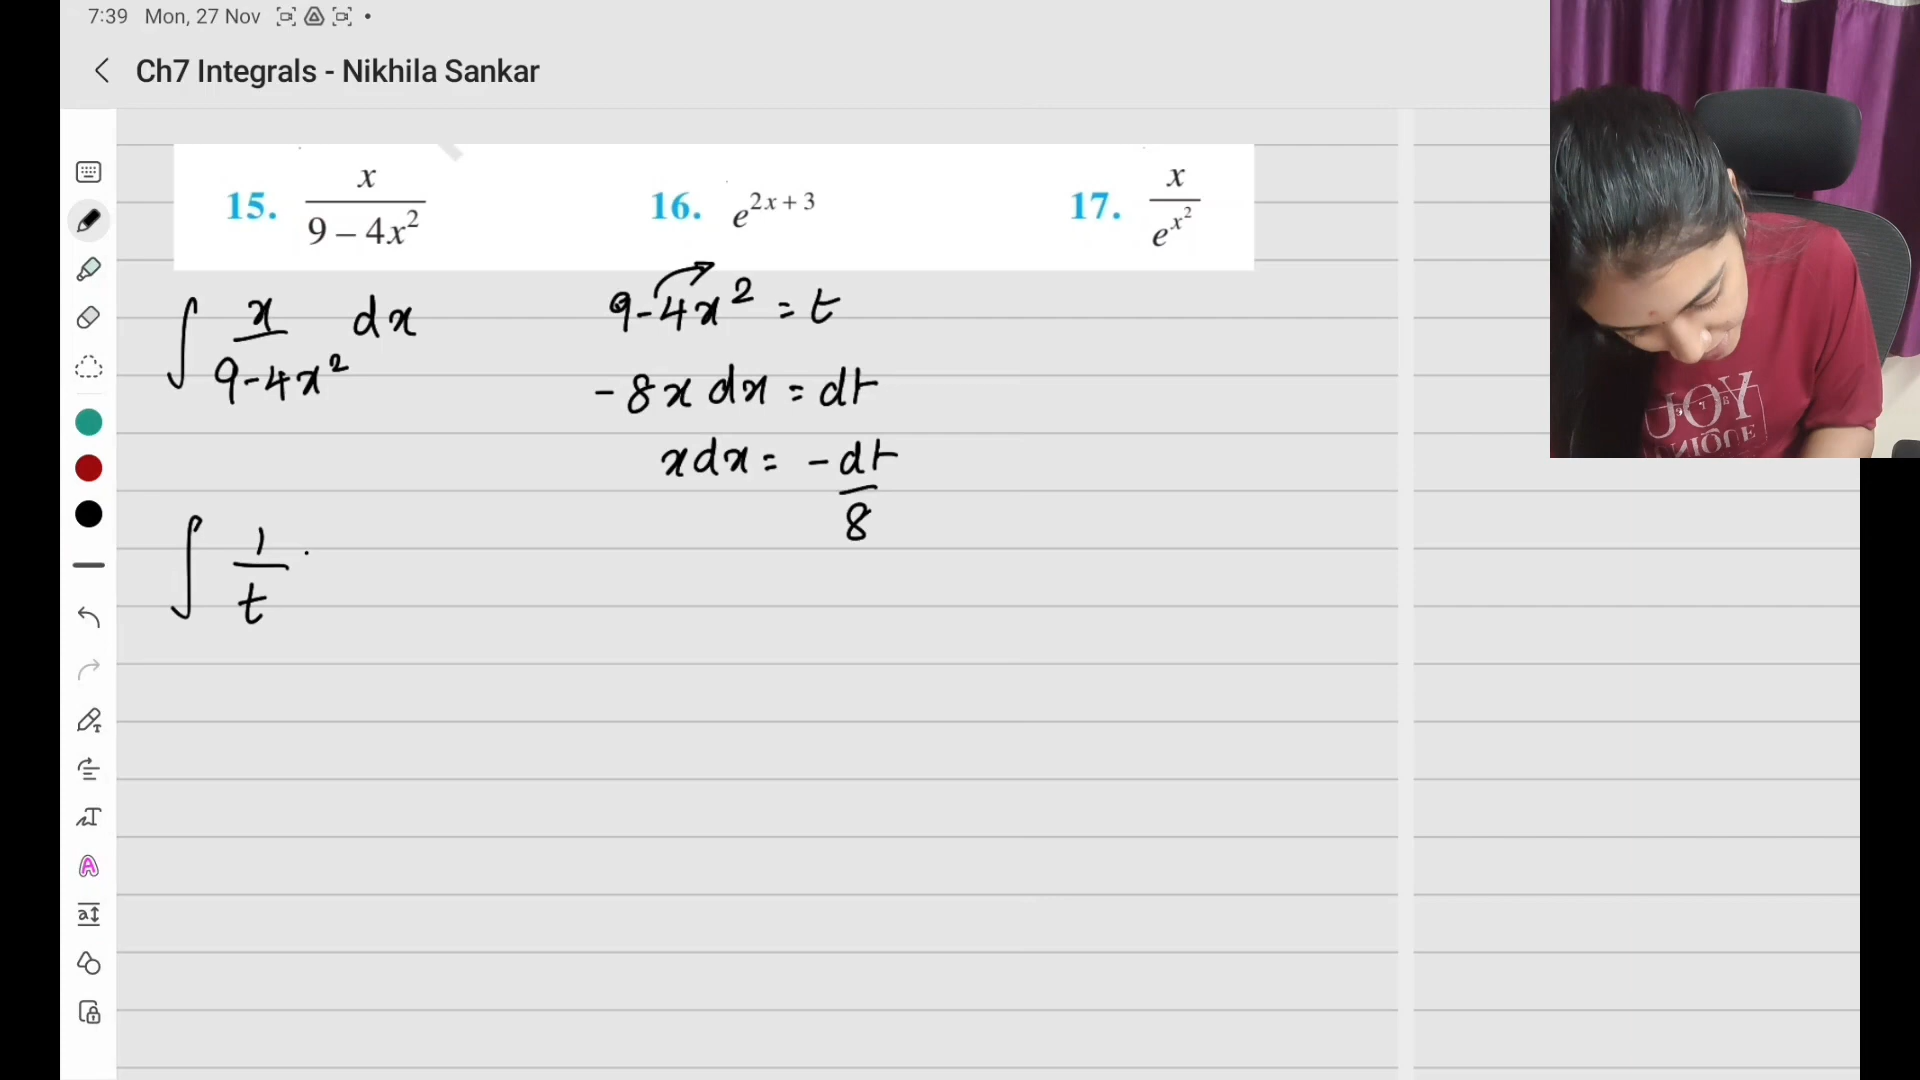 7:39 Mon, 27 Nov
Ch7 Integrals - Nikhila Sankar
15. x / (9 – 4x²) 16. e^(2x + 3) 17. x / e^(x²)
∫ x / (9-4x²) dx
9-4x² = t
-8x dx = dt
x dx = -dt/8
∫ 1/t
JOY